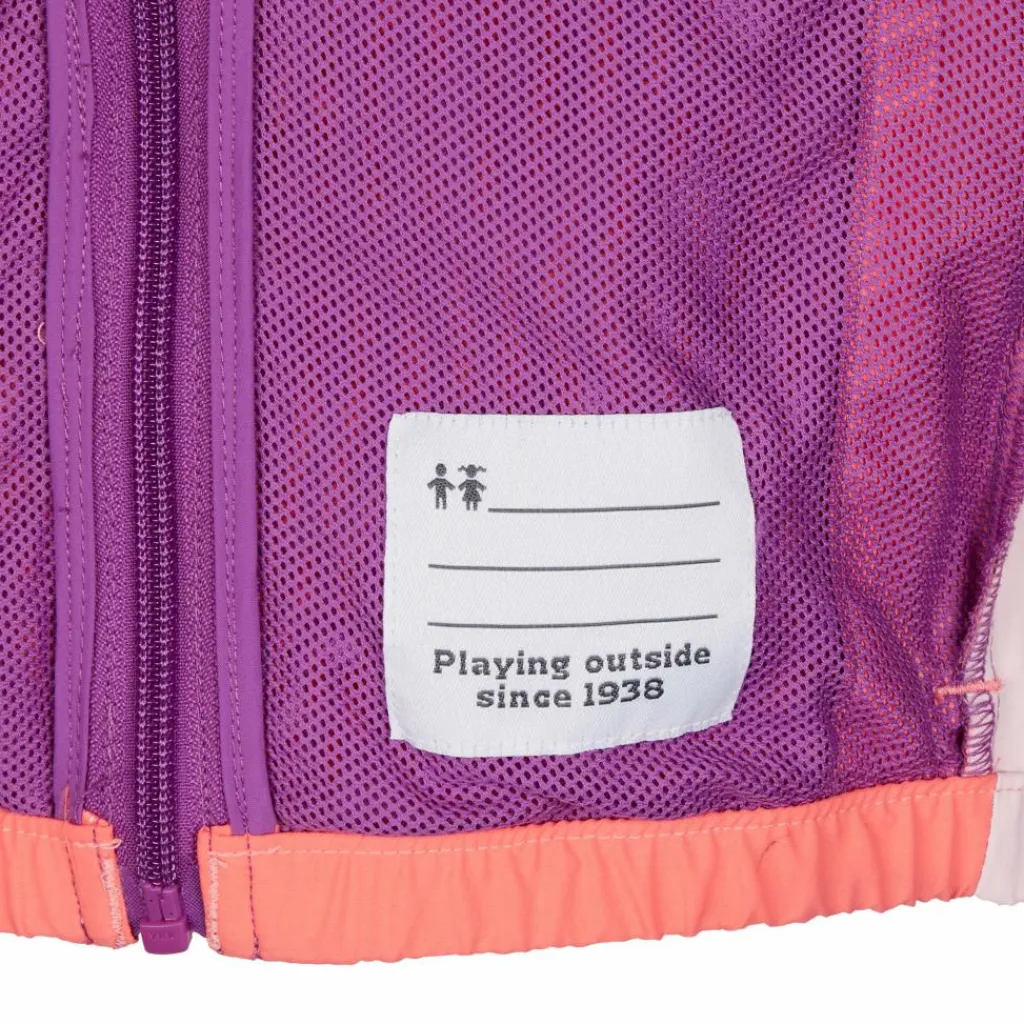 Playing outside
since 1938